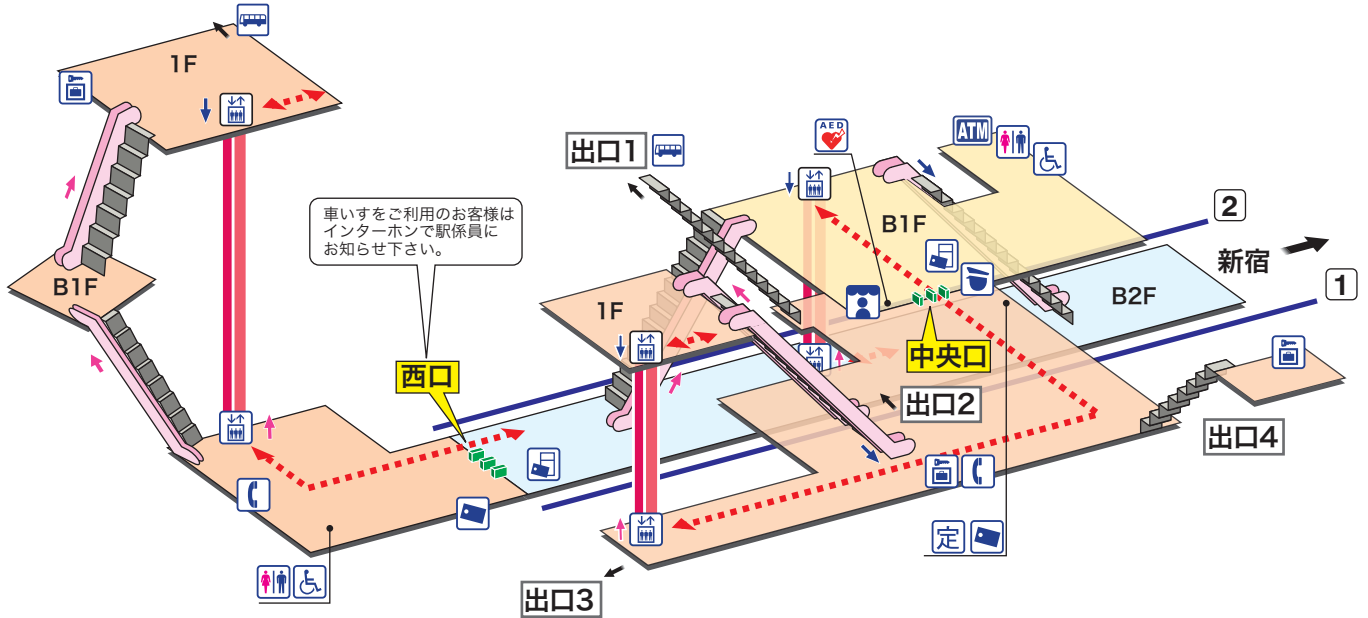 1F
B1F
車いすをご利用のお客様は
インターホンで駅係員に
お知らせ下さい。
西口
出口1
AED
ATM
B1F
2
新宿
1
B2F
1F
中央口
出口2
出口4
定
出口3